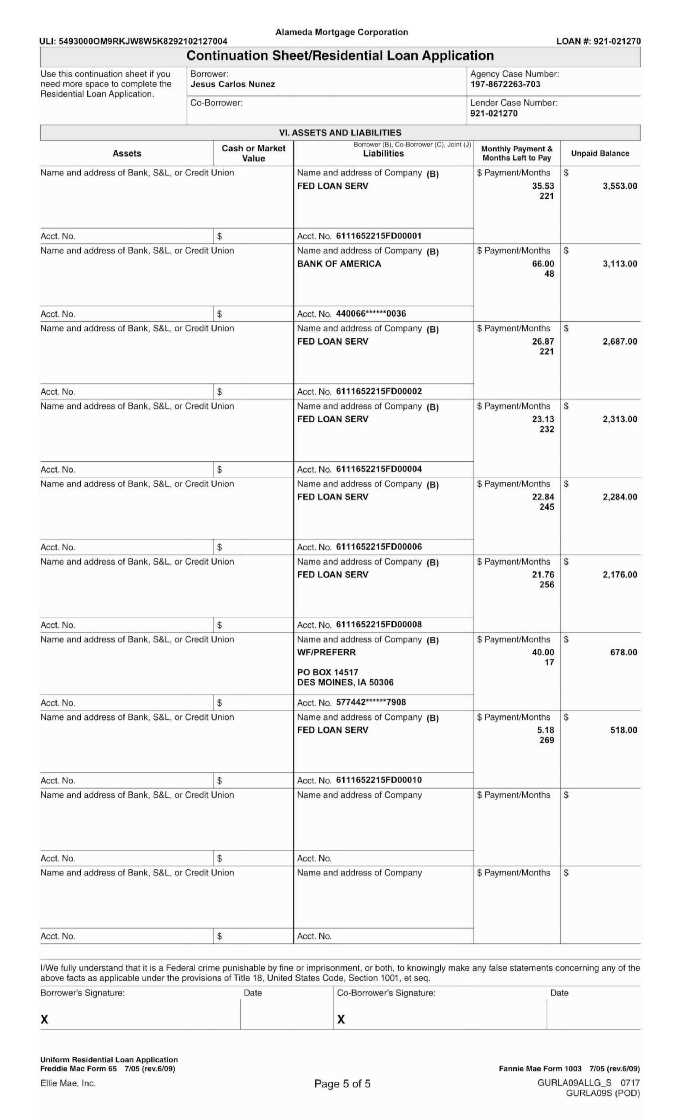 Alameda Mortgage Corporation
ULI: 549300OOM9RKJW8W5K8292102127004 LOAN #: 921-021270
Continuation Sheet/Residential Loan Application
Use this continuation sheet if you
need more space to complete the
Residential Loan Application.
Borrower:
Jesus Carlos Nunez
Agency Case Number:
197-8672263-703
Co-Borrower:
Lender Case Number:
921-021270
VI. ASSETS AND LIABILITIES
Assets
Cash or Market
Value
Borrower (B), Co-Borrower (C), Joint (J)
Liabilities
Monthly Payment &
Months Left to Pay
Unpaid Balance
Name and address of Bank, S&L, or Credit Union Name and address of Company (B) $ Payment/Months $
FED LOAN SERV 35.53 3,553.00
221
Acct. No. $ Acct. No. 6111652215FD00001
Name and address of Bank, S&L, or Credit Union Name and address of Company (B) $ Payment/Months $
BANK OF AMERICA 66.00 3,113.00
48
Acct. No. $ Acct. No. 440066******0036
Name and address of Bank, S&L, or Credit Union Name and address of Company (B) $ Payment/Months $
FED LOAN SERV 26.87 2,687.00
221
Acct. No. $ Acct. No. 6111652215FD00002
Name and address of Bank, S&L, or Credit Union Name and address of Company (B) $ Payment/Months $
FED LOAN SERV 23.13 2,313.00
232
Acct. No. $ Acct. No. 6111652215FD00004
Name and address of Bank, S&L, or Credit Union Name and address of Company (B) $ Payment/Months $
FED LOAN SERV 22.84 2,284.00
245
Acct. No. $ Acct. No. 6111652215FD00006
Name and address of Bank, S&L, or Credit Union Name and address of Company (B) $ Payment/Months $
FED LOAN SERV 21.76 2,176.00
256
Acct. No. $ Acct. No. 6111652215FD00008
Name and address of Bank, S&L, or Credit Union Name and address of Company (B) $ Payment/Months $
WF/PREFERR 40.00 678.00
17
PO BOX 14517
DES MOINES, IA 50306
Acct. No. $ Acct. No. 577442******7908
Name and address of Bank, S&L, or Credit Union Name and address of Company (B) $ Payment/Months $
FED LOAN SERV 5.18 518.00
269
Acct. No. $ Acct. No. 6111652215FD00010
Name and address of Bank, S&L, or Credit Union Name and address of Company $ Payment/Months $
Acct. No. $ Acct. No.
Name and address of Bank, S&L, or Credit Union Name and address of Company $ Payment/Months $
Acct. No. $ Acct. No.
I/We fully understand that it is a Federal crime punishable by fine or imprisonment, or both, to knowingly make any false statements concerning any of the
above facts as applicable under the provisions of Title 18, United States Code, Section 1001, et seq.
Borrower's Signature: Date Co-Borrower's Signature: Date
X X
Uniform Residential Loan Application
Freddie Mac Form 65 7/05 (rev.6/09) Fannie Mae Form 1003 7/05 (rev.6/09)
Ellie Mae, Inc. Page 5 of 5 GURLA09ALLG_S 0717
GURLA09S (POD)